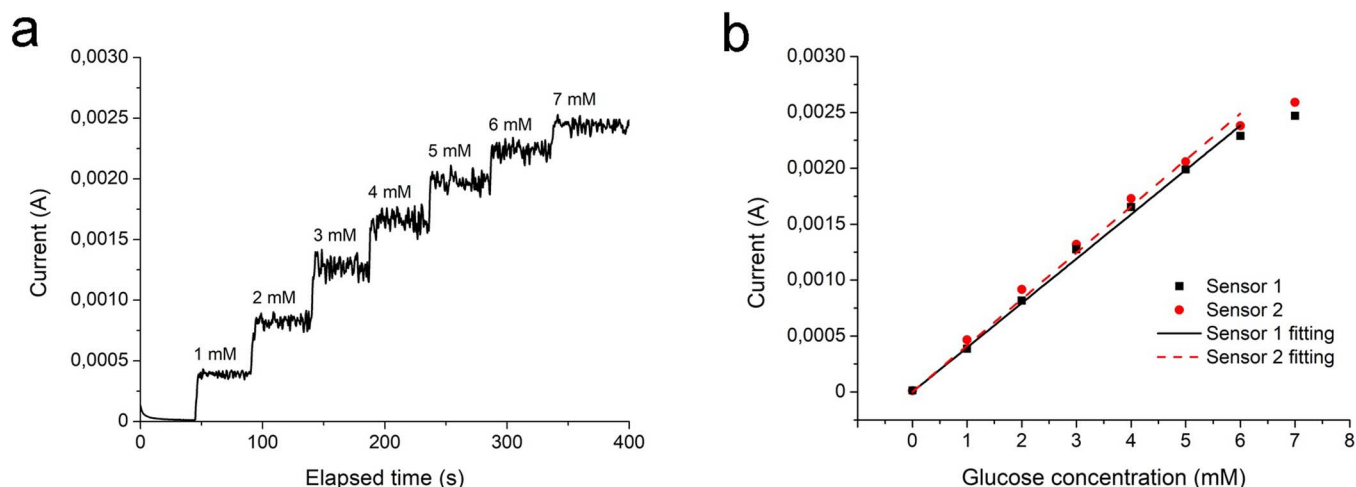 a
0,0030
0,0025
0,0020
0,0015
0,0010
0,0005
0
Current (A)
1 mM
2 mM
3 mM
4 mM
5 mM
6 mM
7 mM
0 100 200 300 400
Elapsed time (s)
b
0,0030
0,0025
0,0020
0,0015
0,0010
0,0005
0
Current (A)
Sensor 1
Sensor 2
Sensor 1 fitting
Sensor 2 fitting
0 1 2 3 4 5 6 7 8
Glucose concentration (mM)